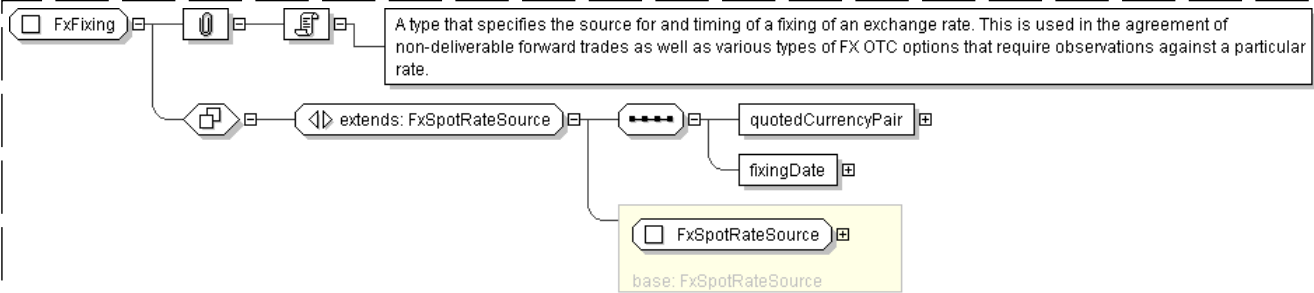 FxFixing
A type that specifies the source for and timing of a fixing of an exchange rate. This is used in the agreement of
non-deliverable forward trades as well as various types of FX OTC options that require observations against a particular
rate.
extends: FxSpotRateSource
quotedCurrencyPair
fixingDate
FxSpotRateSource
base: FxSpotRateSource